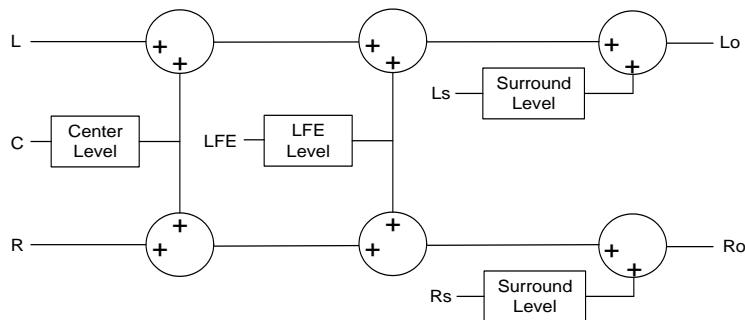 L
+
+
+
+
+
+
Lo
Ls
Surround
Level
C
Center
Level
LFE
LFE
Level
R
+
+
+
+
+
+
Ro
Rs
Surround
Level